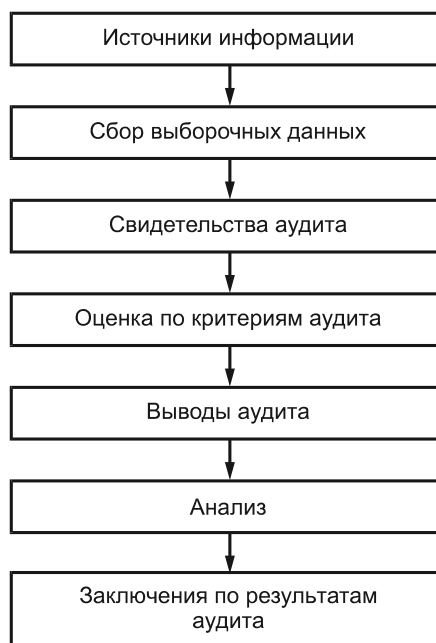 Источники информации
Сбор выборочных данных
Свидетельства аудита
Оценка по критериям аудита
Выводы аудита
Анализ
Заключения по результатам
аудита